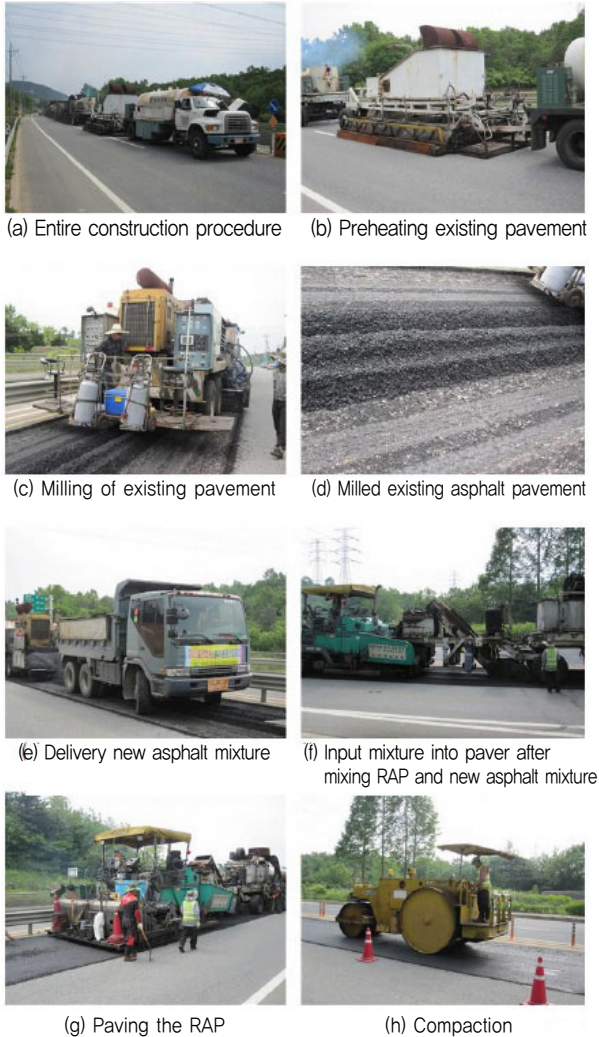 (a) Entire construction procedure
(b) Preheating existing pavement
(c) Milling of existing pavement
(d) Milled existing asphalt pavement
(e) Delivery new asphalt mixture
(f) Input mixture into paver after
mixing RAP and new asphalt mixture
(g) Paving the RAP
(h) Compaction